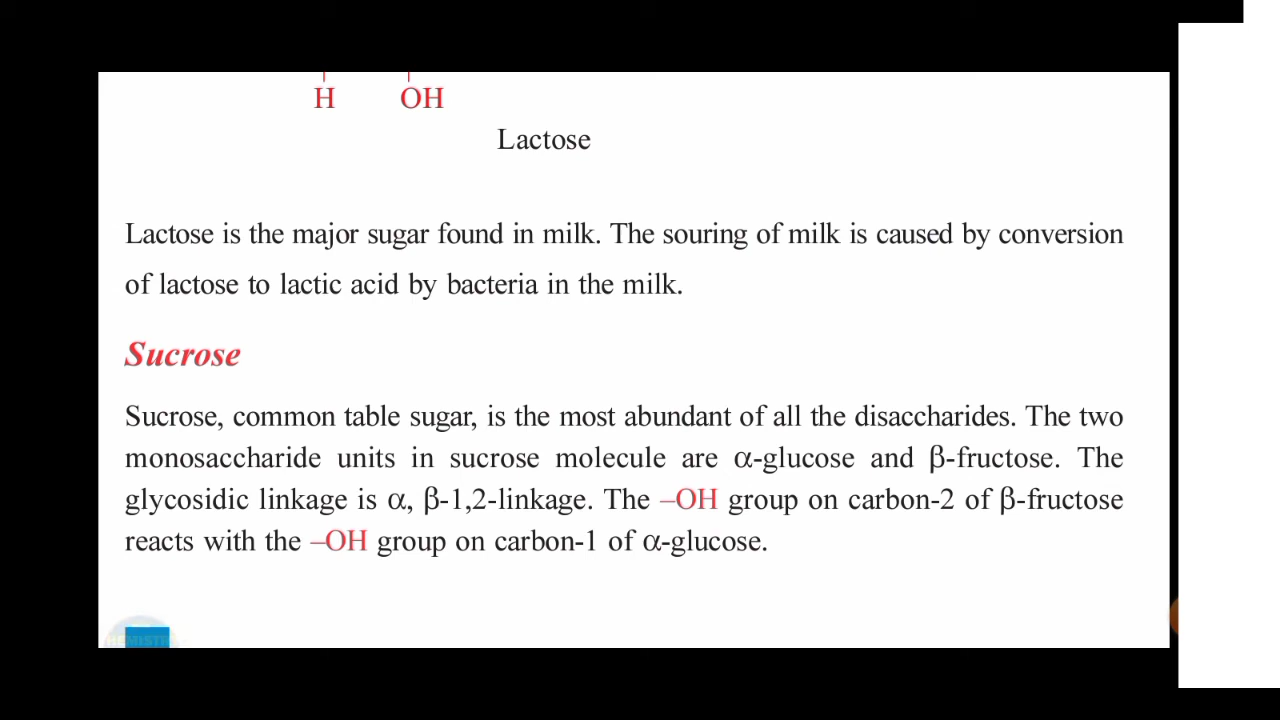 H OH
Lactose
Lactose is the major sugar found in milk. The souring of milk is caused by conversion
of lactose to lactic acid by bacteria in the milk.
Sucrose
Sucrose, common table sugar, is the most abundant of all the disaccharides. The two
monosaccharide units in sucrose molecule are α-glucose and β-fructose. The
glycosidic linkage is α, β-1,2-linkage. The –OH group on carbon-2 of β-fructose
reacts with the –OH group on carbon-1 of α-glucose.